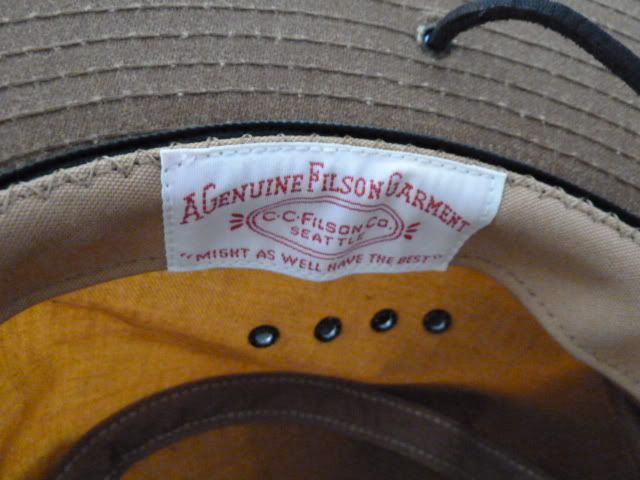 A Genuine Filson Garment
C·C·Filson Co.
SEATTLE
"MIGHT AS WELL HAVE THE BEST"